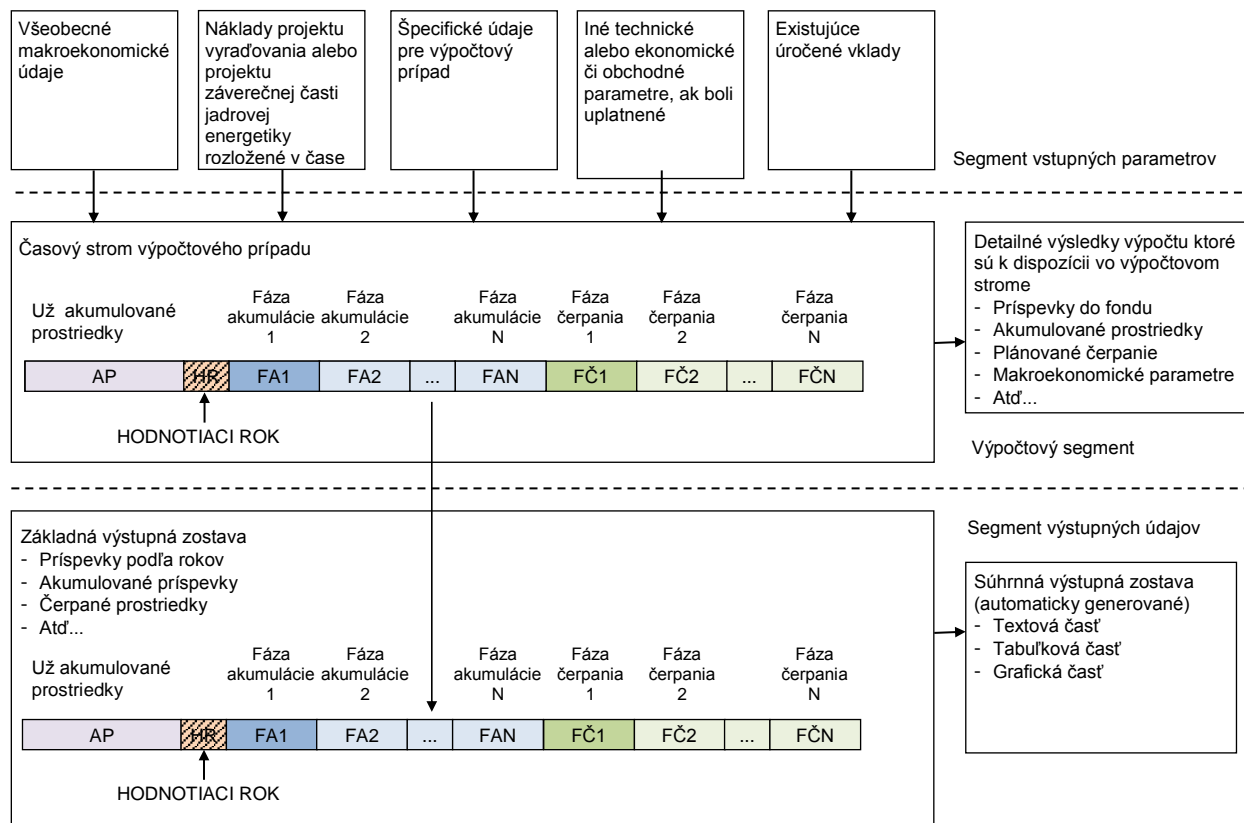 Všeobecné
makroekonomické
údaje
Náklady projektu
vyraďovania alebo
projektu
záverečnej časti
jadrovej
energetiky
rozložené v čase
Špecifické údaje
pre výpočtový
prípad
Iné technické
alebo ekonomické
či obchodné
parametre, ak boli
uplatnené
Existujúce
úročené vklady
Segment vstupných parametrov
Časový strom výpočtového prípadu
Už akumulované
prostriedky
Fáza
akumulácie
1
Fáza
akumulácie
2
Fáza
akumulácie
N
Fáza
čerpania
1
Fáza
čerpania
2
Fáza
čerpania
N
AP HR FA1 FA2 ... FAN FČ1 FČ2 ... FČN
HODNOTIACI ROK
Detailné výsledky výpočtu ktoré
sú k dispozícii vo výpočtovom
strome
- Príspevky do fondu
- Akumulované prostriedky
- Plánované čerpanie
- Makroekonomické parametre
- Atď...
Výpočtový segment
Základná výstupná zostava
- Príspevky podľa rokov
- Akumulované príspevky
- Čerpané prostriedky
- Atď...
Už akumulované
prostriedky
Fáza
akumulácie
1
Fáza
akumulácie
2
Fáza
akumulácie
N
Fáza
čerpania
1
Fáza
čerpania
2
Fáza
čerpania
N
AP HR FA1 FA2 ... FAN FČ1 FČ2 ... FČN
HODNOTIACI ROK
Segment výstupných údajov
Súhrnná výstupná zostava
(automaticky generované)
- Textová časť
- Tabuľková časť
- Grafická časť